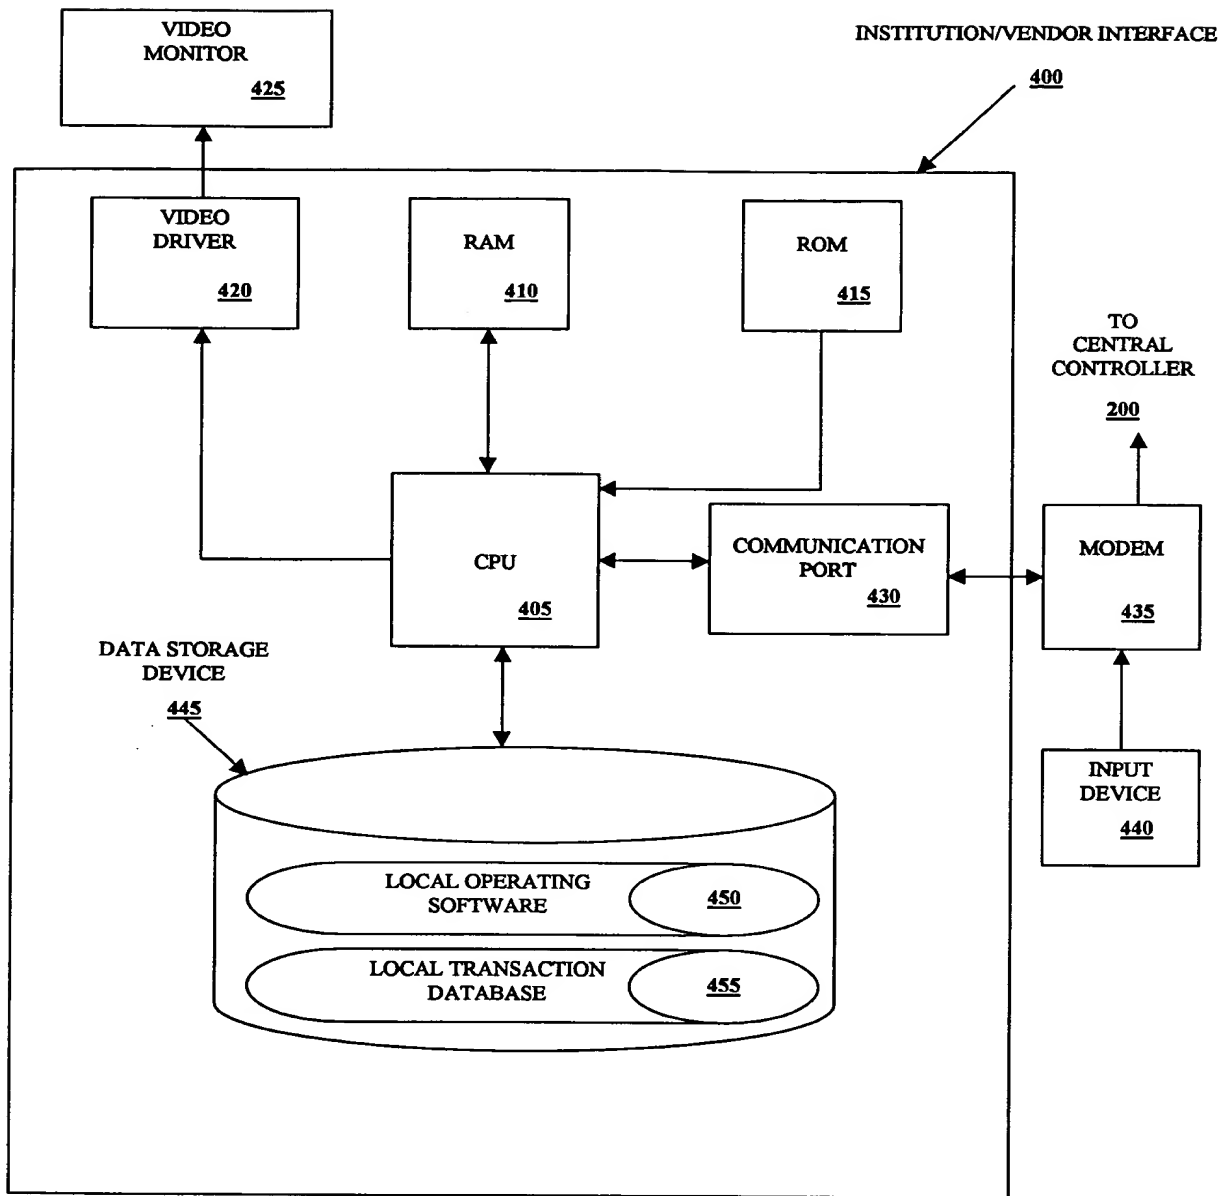 VIDEO
MONITOR
425
INSTITUTION/VENDOR INTERFACE
400
VIDEO
DRIVER
420
RAM
410
ROM
415
TO
CENTRAL
CONTROLLER
200
CPU
405
COMMUNICATION
PORT
430
MODEM
435
DATA STORAGE
DEVICE
445
INPUT
DEVICE
440
LOCAL OPERATING
SOFTWARE
450
LOCAL TRANSACTION
DATABASE
455